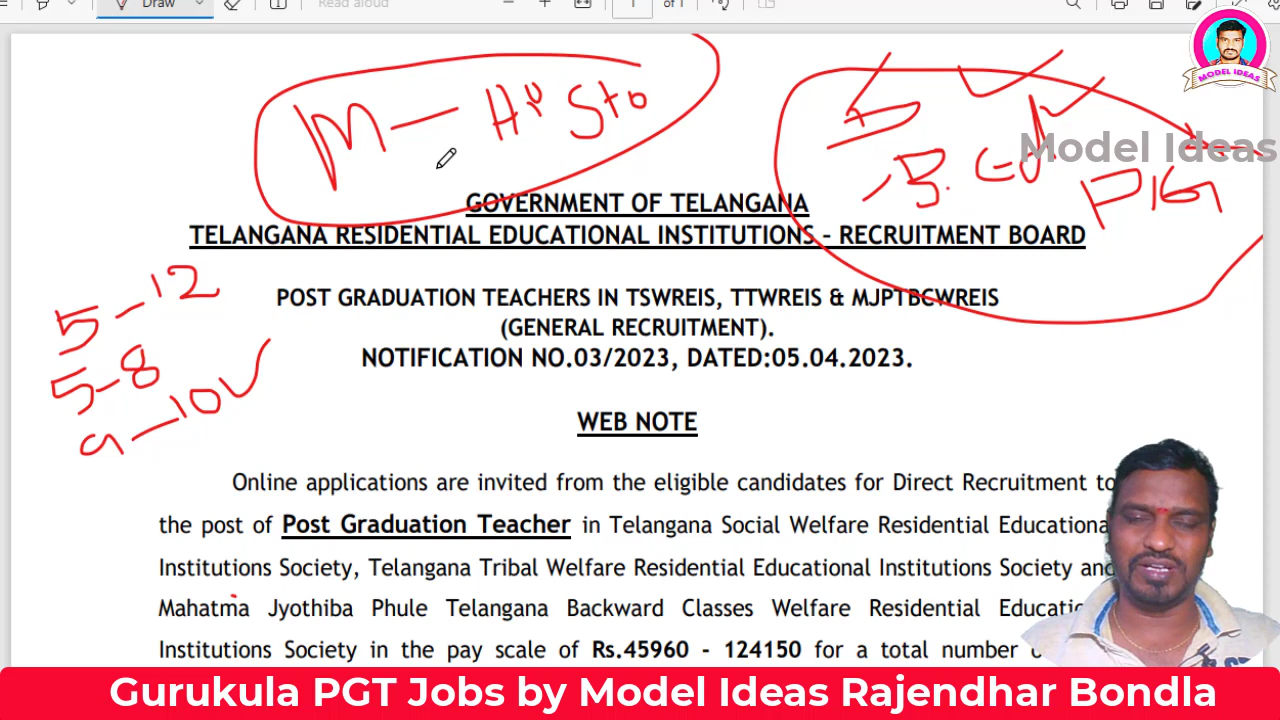 Draw
Read aloud
1
of 1
MODEL IDEAS
M - Histo
B.Ed
PG
Model Ideas
GOVERNMENT OF TELANGANA
TELANGANA RESIDENTIAL EDUCATIONAL INSTITUTIONS – RECRUITMENT BOARD
5-12
5-8
9-10
POST GRADUATION TEACHERS IN TSWREIS, TTWREIS & MJPTBCWREIS
(GENERAL RECRUITMENT).
NOTIFICATION NO.03/2023, DATED:05.04.2023.
WEB NOTE
Online applications are invited from the eligible candidates for Direct Recruitment to
the post of Post Graduation Teacher in Telangana Social Welfare Residential Educationa
Institutions Society, Telangana Tribal Welfare Residential Educational Institutions Society and
Mahatma Jyothiba Phule Telangana Backward Classes Welfare Residential Educatio
Institutions Society in the pay scale of Rs.45960 - 124150 for a total number
Gurukula PGT Jobs by Model Ideas Rajendhar Bondla